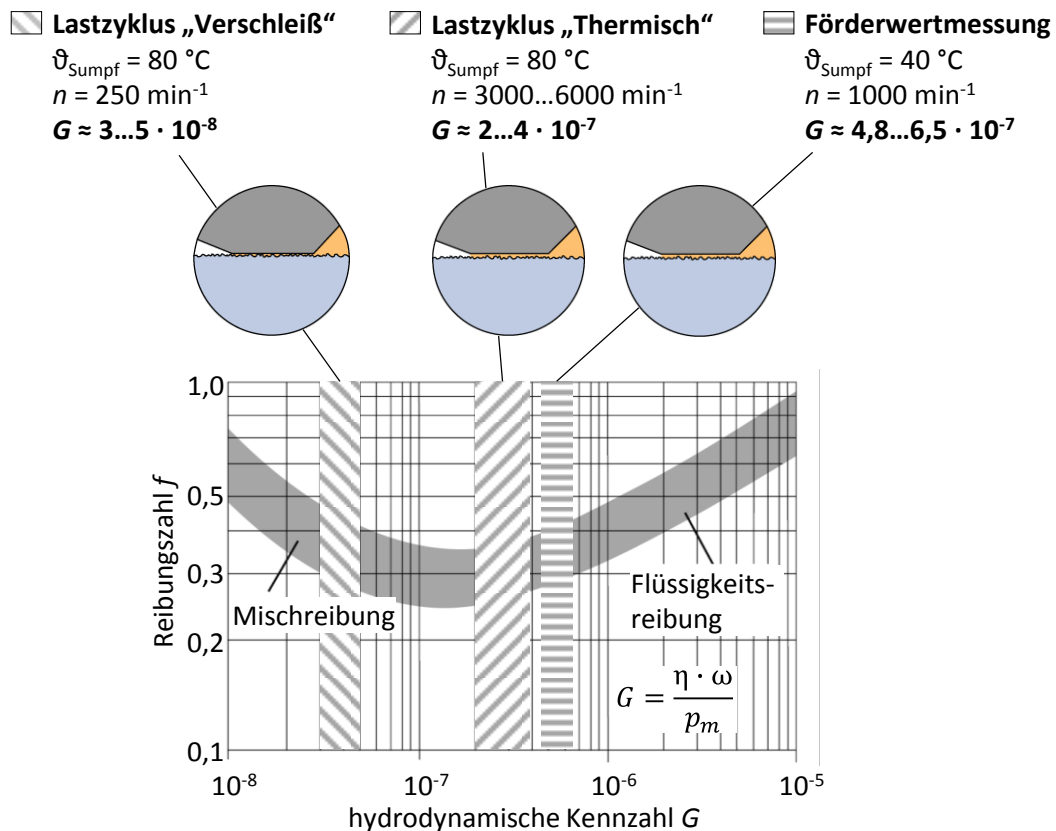 Lastzyklus „Verschleiß“
ϑSumpf = 80 °C
n = 250 min-1
G ≈ 3...5 · 10-8
Lastzyklus „Thermisch“
ϑSumpf = 80 °C
n = 3000...6000 min-1
G ≈ 2...4 · 10-7
Förderwertmessung
ϑSumpf = 40 °C
n = 1000 min-1
G ≈ 4,8...6,5 · 10-7
Reibungszahl f
1,0
0,5
0,3
0,2
0,1
Mischreibung
Flüssigkeits-
reibung
G = η · ω / pm
10-8
10-7
10-6
10-5
hydrodynamische Kennzahl G